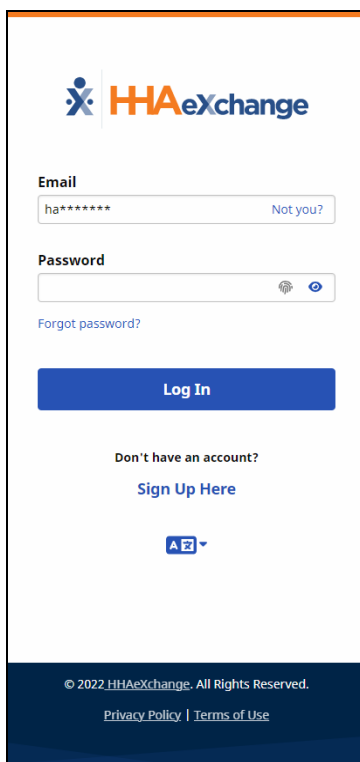 HHAeXchange
Email
ha******* Not you?
Password
Forgot password?
Log In
Don't have an account?
Sign Up Here
A 文
© 2022 HHAeXchange. All Rights Reserved.
Privacy Policy | Terms of Use